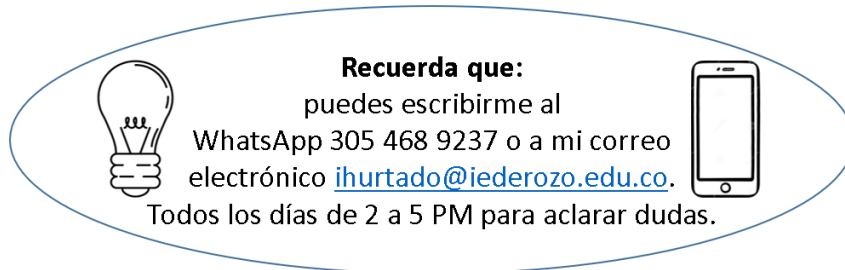 Recuerda que:
puedes escribirme al
WhatsApp 305 468 9237 o a mi correo
electrónico ihurtado@iederozo.edu.co.
Todos los días de 2 a 5 PM para aclarar dudas.